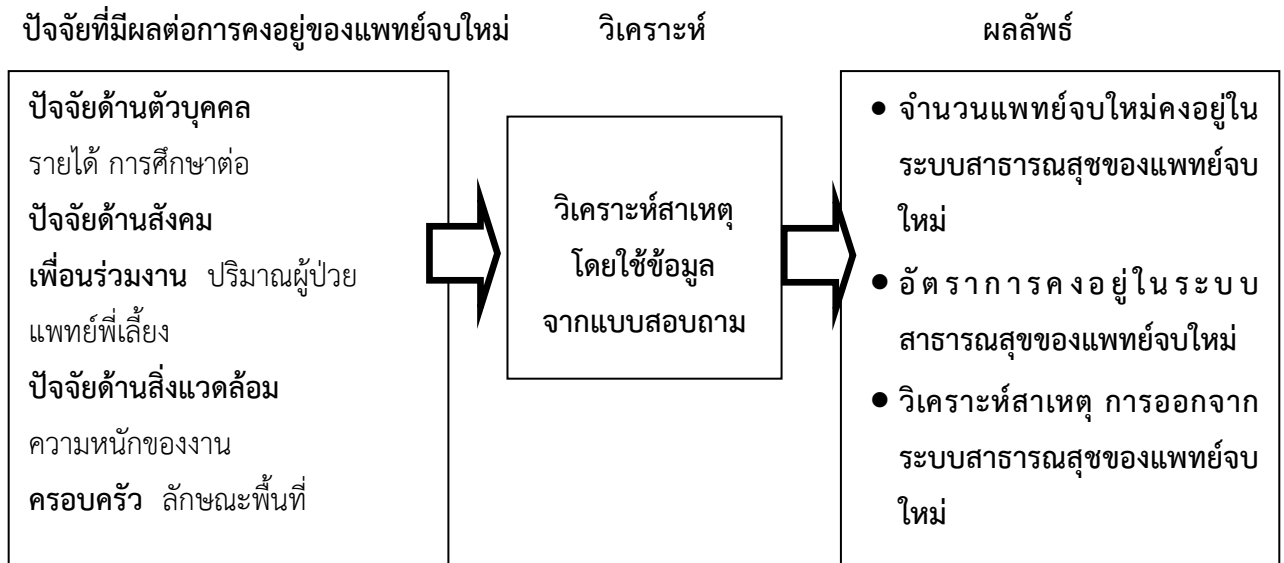 ปัจจัยที่มีผลต่อการคงอยู่ของแพทย์จบใหม่
วิเคราะห์
ผลลัพธ์
ปัจจัยด้านตัวบุคคล
รายได้ การศึกษาต่อ
ปัจจัยด้านสังคม
เพื่อนร่วมงาน ปริมาณผู้ป่วย
แพทย์พี่เลี้ยง
ปัจจัยด้านสิ่งแวดล้อม
ความหนักของงาน
ครอบครัว ลักษณะพื้นที่
วิเคราะห์สาเหตุ
โดยใช้ข้อมูล
จากแบบสอบถาม
• จำนวนแพทย์จบใหม่คงอยู่ใน
ระบบสาธารณสุชของแพทย์จบ
ใหม่
• อัตราการคงอยู่ในระบบ
สาธารณสุขของแพทย์จบใหม่
• วิเคราะห์สาเหตุ การออกจาก
ระบบสาธารณสุชของแพทย์จบ
ใหม่